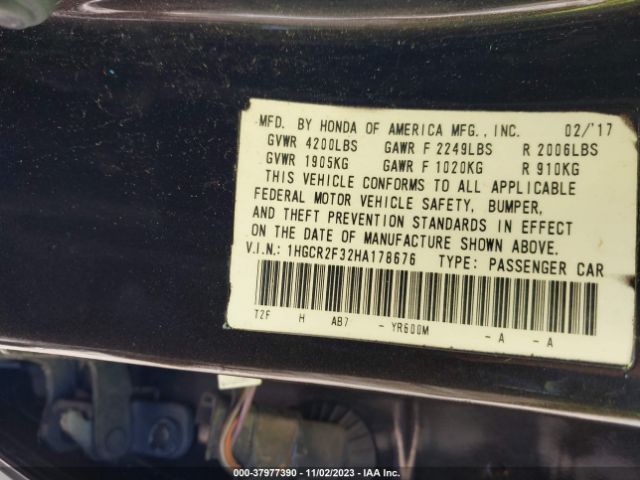 MFD. BY HONDA OF AMERICA MFG., INC. 02/'17
GVWR 4200LBS GAWR F 2249LBS R 2006LBS
GVWR 1905KG GAWR F 1020KG R 910KG
THIS VEHICLE CONFORMS TO ALL APPLICABLE
FEDERAL MOTOR VEHICLE SAFETY, BUMPER,
AND THEFT PREVENTION STANDARDS IN EFFECT
ON THE DATE OF MANUFACTURE SHOWN ABOVE.
V.I.N.: 1HGCR2F32HA178676 TYPE: PASSENGER CAR
T2F H AB7 - YR600M - A - A
000-37977390 - 11/02/2023 - IAA Inc.